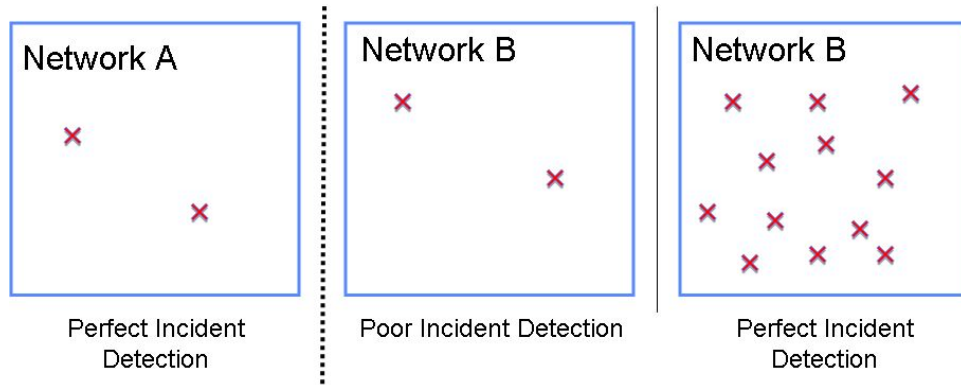 Network A
Perfect Incident
Detection
Network B
Poor Incident Detection
Network B
Perfect Incident
Detection